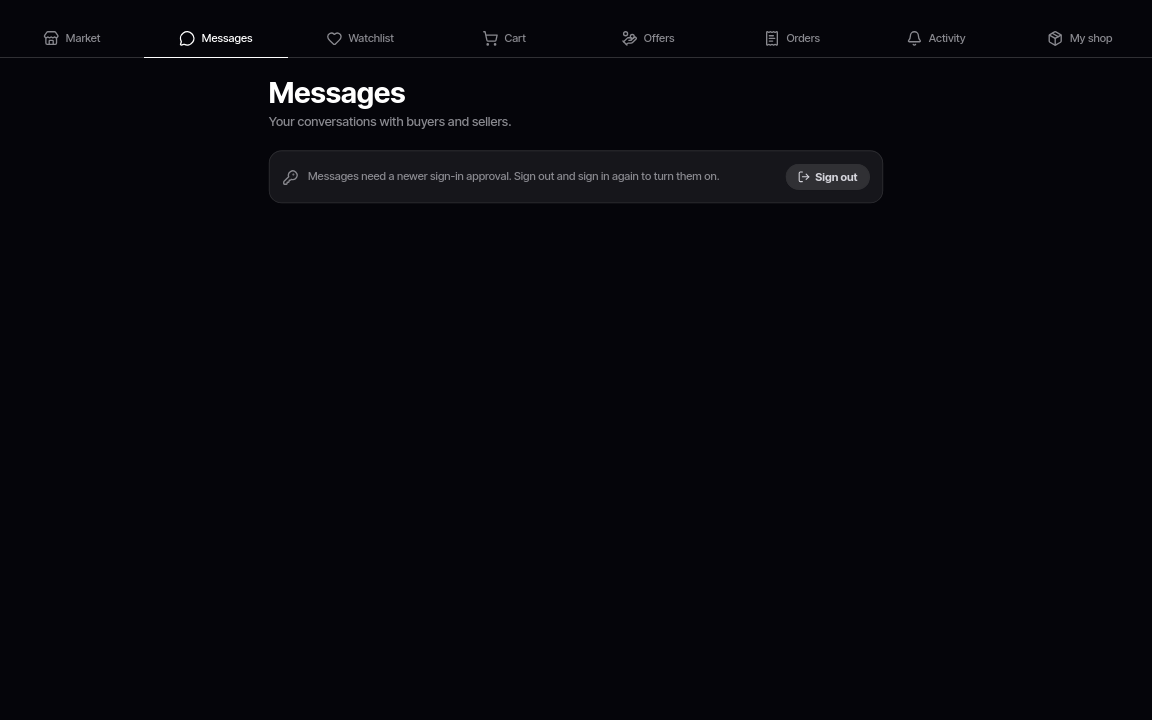 Market
Messages
Watchlist
Cart
Offers
Orders
Activity
My shop
Messages
Your conversations with buyers and sellers.
Messages need a newer sign-in approval. Sign out and sign in again to turn them on.
Sign out